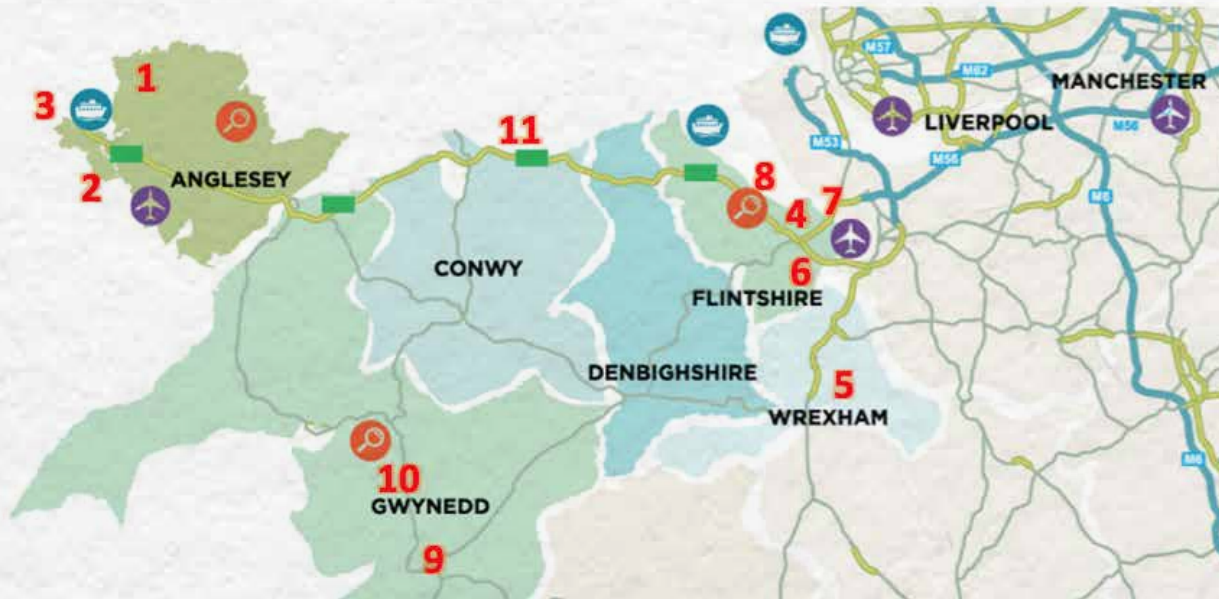 1
3
2
ANGLESEY
11
CONWY
8
4
7
6
FLINTSHIRE
DENBIGHSHIRE
5
WREXHAM
10
GWYNEDD
9
M57
M62
MANCHESTER
LIVERPOOL
M56
M53
M56
M6
M6